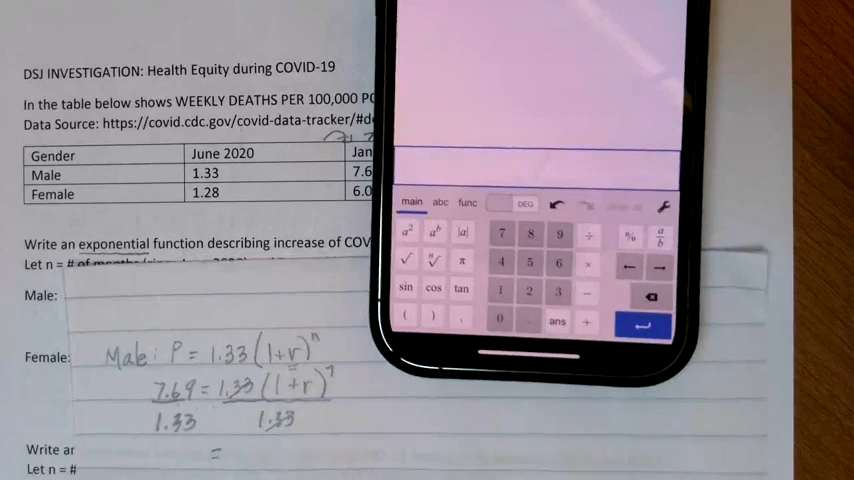 DSJ INVESTIGATION: Health Equity during COVID-19
In the table below shows WEEKLY DEATHS PER 100,000 PO
Data Source: https://covid.cdc.gov/covid-data-tracker/#de
Gender June 2020 Jan
Male 1.33 7.6
Female 1.28 6.0
Write an exponential function describing increase of COV
Let n = # of months
Male:
Female:
Male: P = 1.33(1+r)^n
7.69 = 1.33(1+r)^7
1.33 1.33
=
Write ar
Let n = #
main abc func DEG
a² a^b |a| 7 8 9 ÷ % a/b
√ ⁿ√ π 4 5 6 × ← →
sin cos tan 1 2 3 −
( ) , 0 . ans +